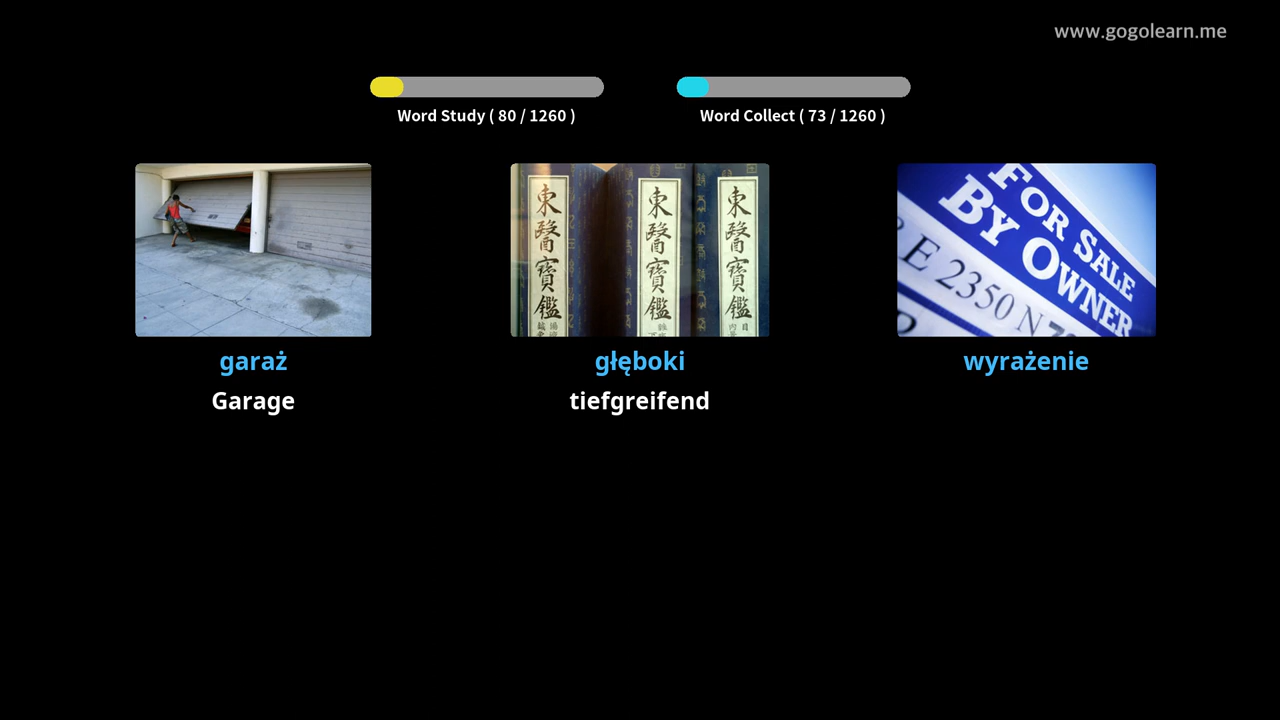 www.gogolearn.me
Word Study ( 80 / 1260 )
Word Collect ( 73 / 1260 )
東醫寶鑑
東醫寶鑑
東醫寶鑑
FOR SALE
BY OWNER
E 2350 N
garaż
głęboki
wyrażenie
Garage
tiefgreifend